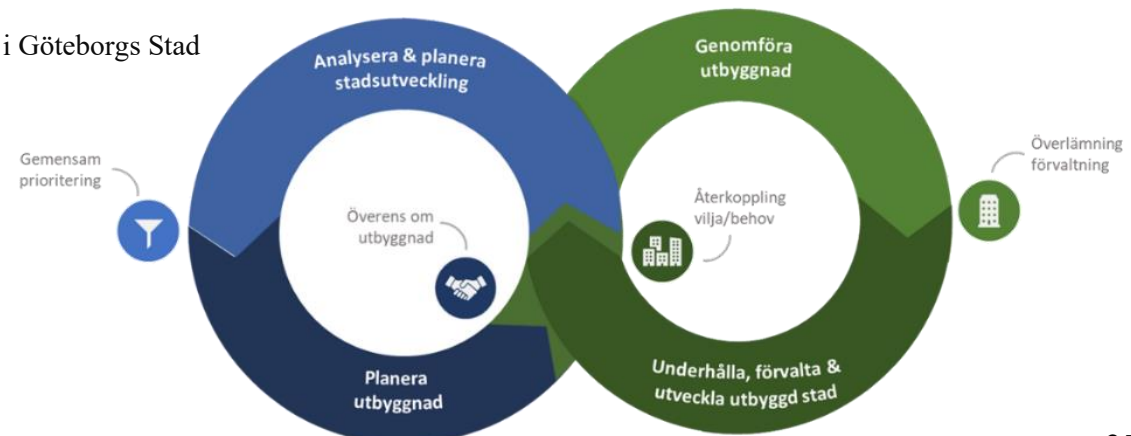 i Göteborgs Stad
Analysera & planera
stadsutveckling
Genomföra
utbyggnad
Gemensam
prioritering
Överlämning
förvaltning
Överens om
utbyggnad
Återkoppling
vilja/behov
Planera
utbyggnad
Underhålla, förvalta &
utveckla utbyggd stad